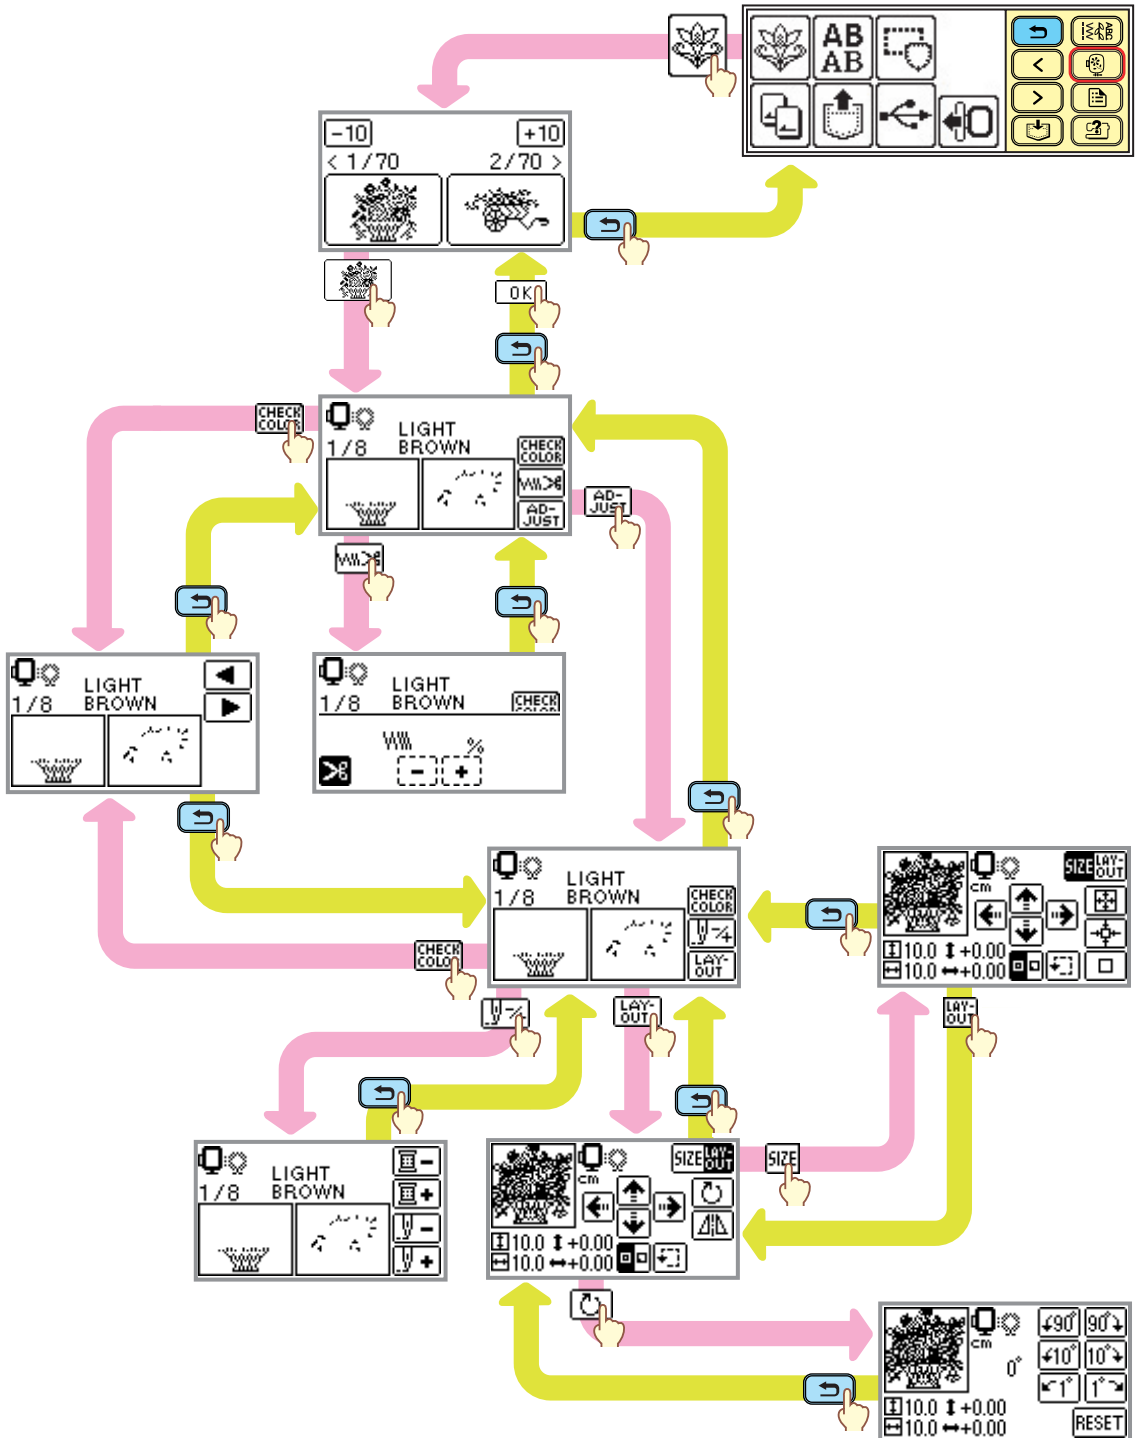 AB
AB
ABC
-10 +10
< 1/70 2/70 >
OK
CHECK
COLOR
LIGHT
BROWN
1/8
CHECK
COLOR
AD-
JUST
AD-
JUST
LIGHT
BROWN
1/8
LIGHT
BROWN
1/8
CHECK
COLOR
%
- +
LIGHT
BROWN
1/8
CHECK
COLOR
-/+
LAY-
OUT
CHECK
COLOR
LAY-
OUT
cm
SIZE LAY-
OUT
10.0 +0.00
10.0 +0.00
LAY-
OUT
LIGHT
BROWN
1/8
-
+
-
+
cm
SIZE LAY-
OUT
10.0 +0.00
10.0 +0.00
SIZE
cm
0°
90° 90°
10° 10°
1° 1°
10.0 +0.00
10.0 +0.00
RESET